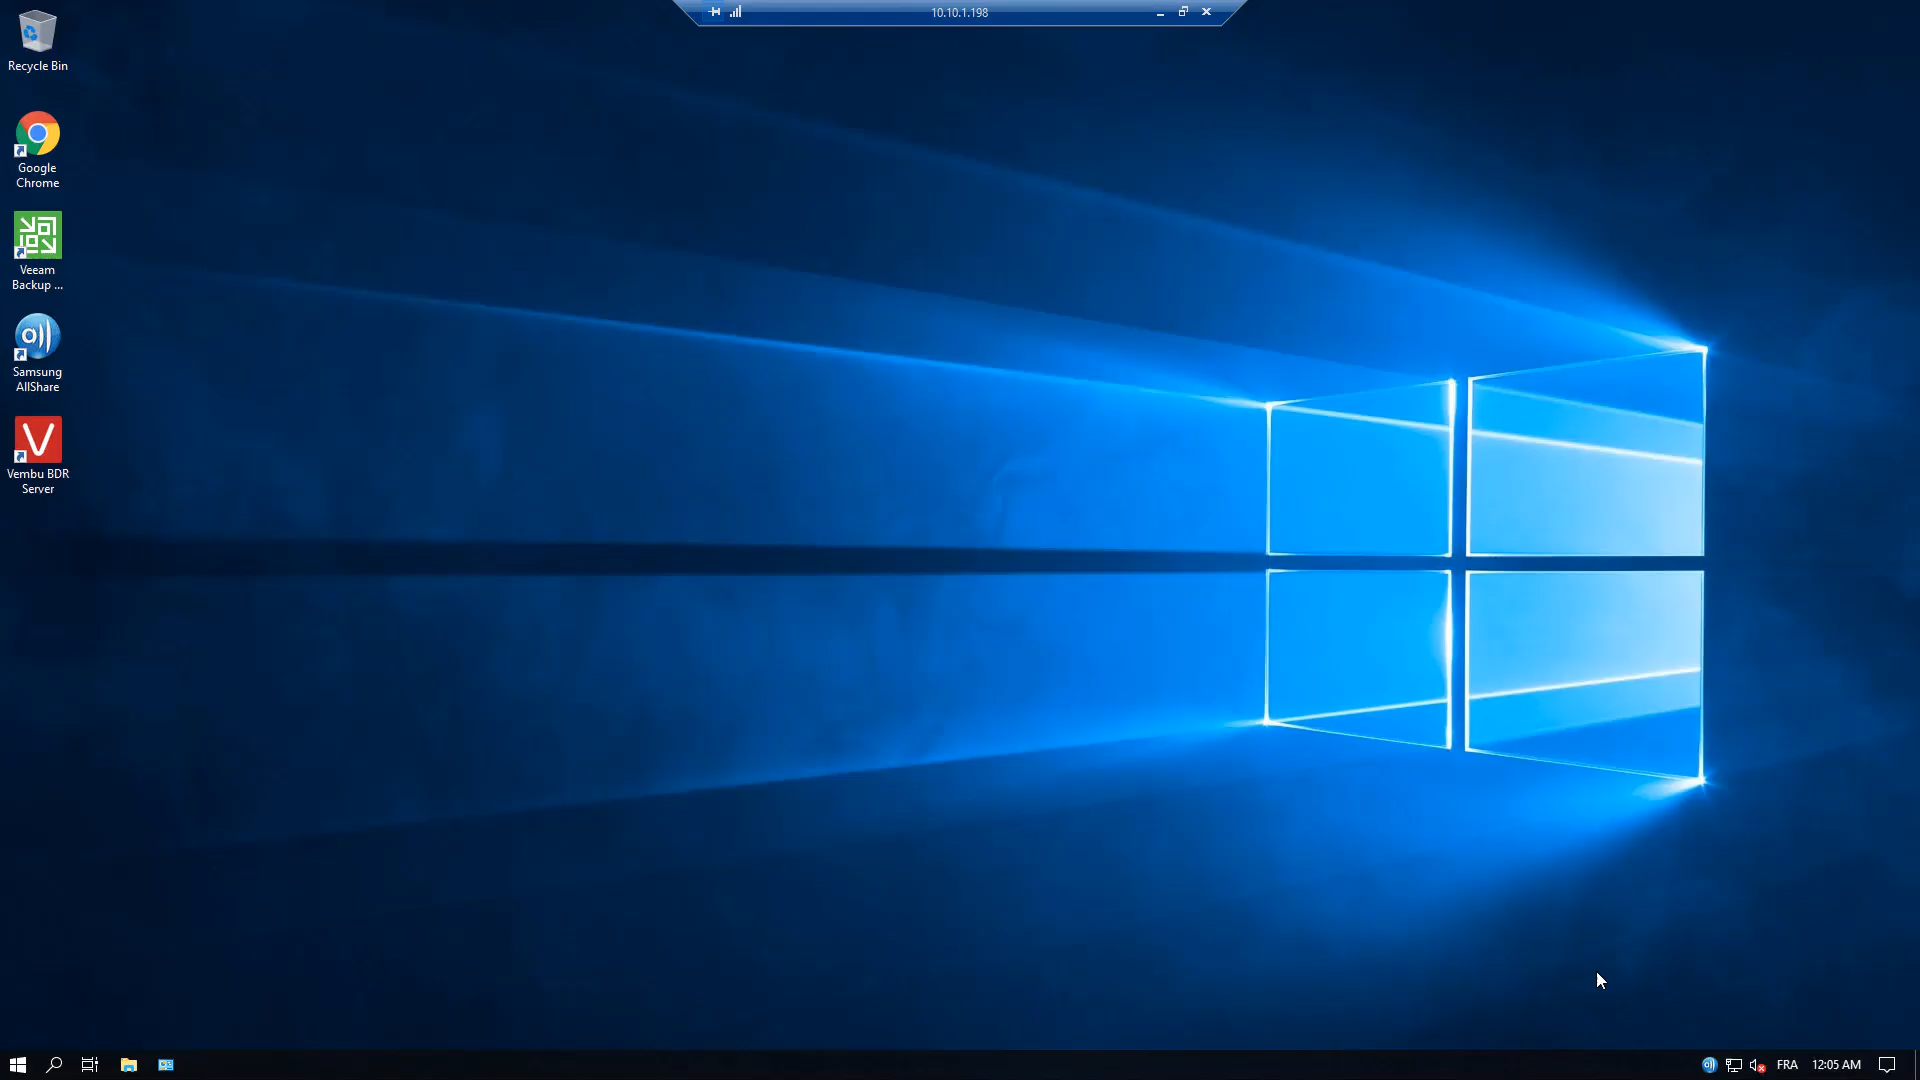 10.10.1.198
Recycle Bin
Google
Chrome
Veeam
Backup ...
Samsung
AllShare
Vembu BDR
Server
FRA
12:05 AM